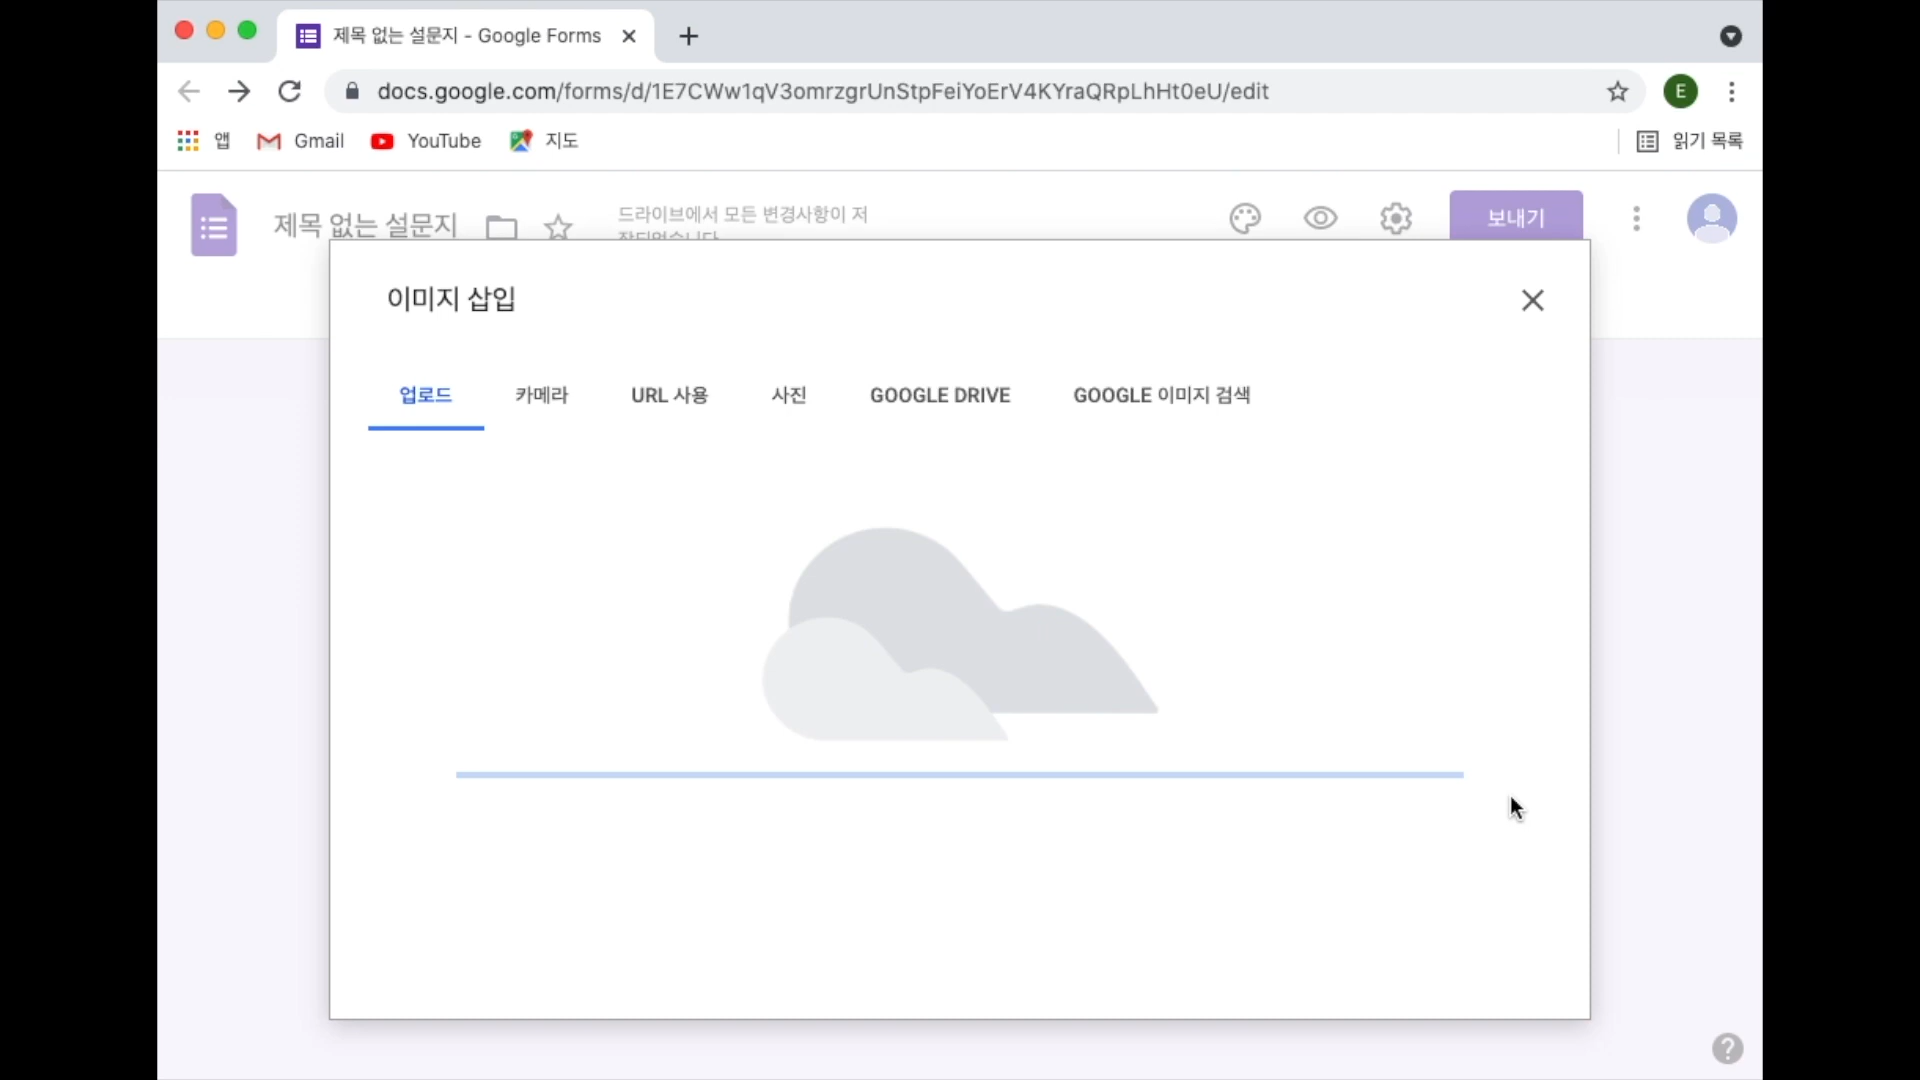 제목 없는 설문지 - Google Forms
docs.google.com/forms/d/1E7CWw1qV3omrzgrUnStpFeiYoErV4KYraQRpLhHt0eU/edit
E
앱 Gmail YouTube 지도 읽기 목록
제목 없는 설문지
드라이브에서 모든 변경사항이 저
보내기
이미지 삽입
업로드 카메라 URL 사용 사진 GOOGLE DRIVE GOOGLE 이미지 검색
?